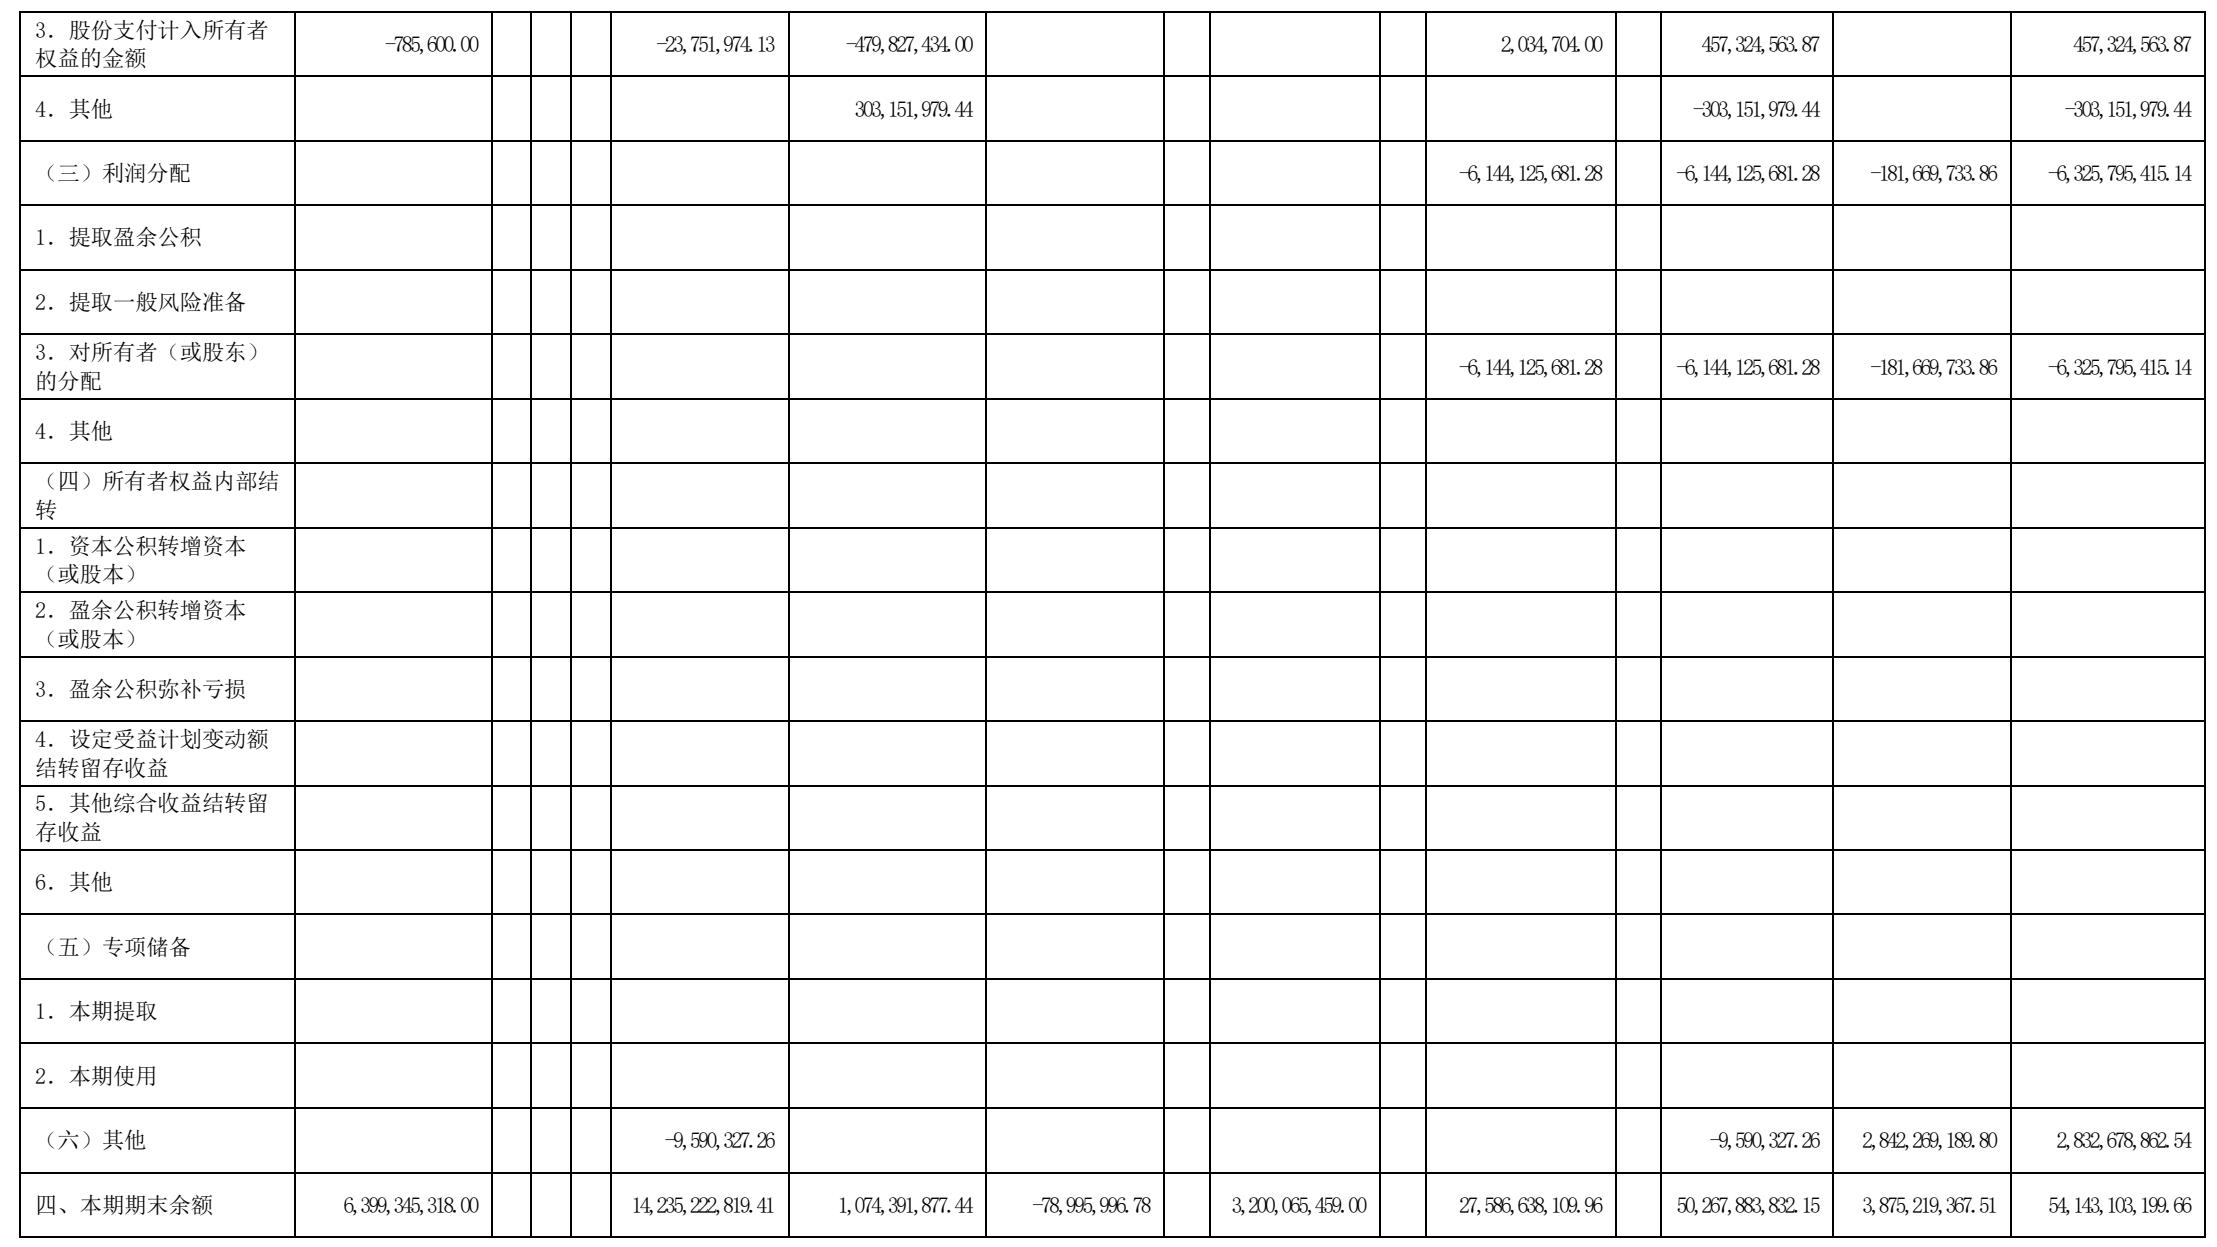 3．股份支付计入所有者
权益的金额 -785,600.00 -23,751,974.13 -479,827,434.00 2,034,704.00 457,324,563.87 457,324,563.87
4．其他 303,151,979.44 -303,151,979.44 -303,151,979.44
（三）利润分配 -6,144,125,681.28 -6,144,125,681.28 -181,669,733.86 -6,325,795,415.14
1．提取盈余公积
2．提取一般风险准备
3．对所有者（或股东）
的分配 -6,144,125,681.28 -6,144,125,681.28 -181,669,733.86 -6,325,795,415.14
4．其他
（四）所有者权益内部结
转
1．资本公积转增资本
（或股本）
2．盈余公积转增资本
（或股本）
3．盈余公积弥补亏损
4．设定受益计划变动额
结转留存收益
5．其他综合收益结转留
存收益
6．其他
（五）专项储备
1．本期提取
2．本期使用
（六）其他 -9,590,327.26 -9,590,327.26 2,842,269,189.80 2,832,678,862.54
四、本期期末余额 6,399,345,318.00 14,235,222,819.41 1,074,391,877.44 -78,995,996.78 3,200,065,459.00 27,586,638,109.96 50,267,883,832.15 3,875,219,367.51 54,143,103,199.66